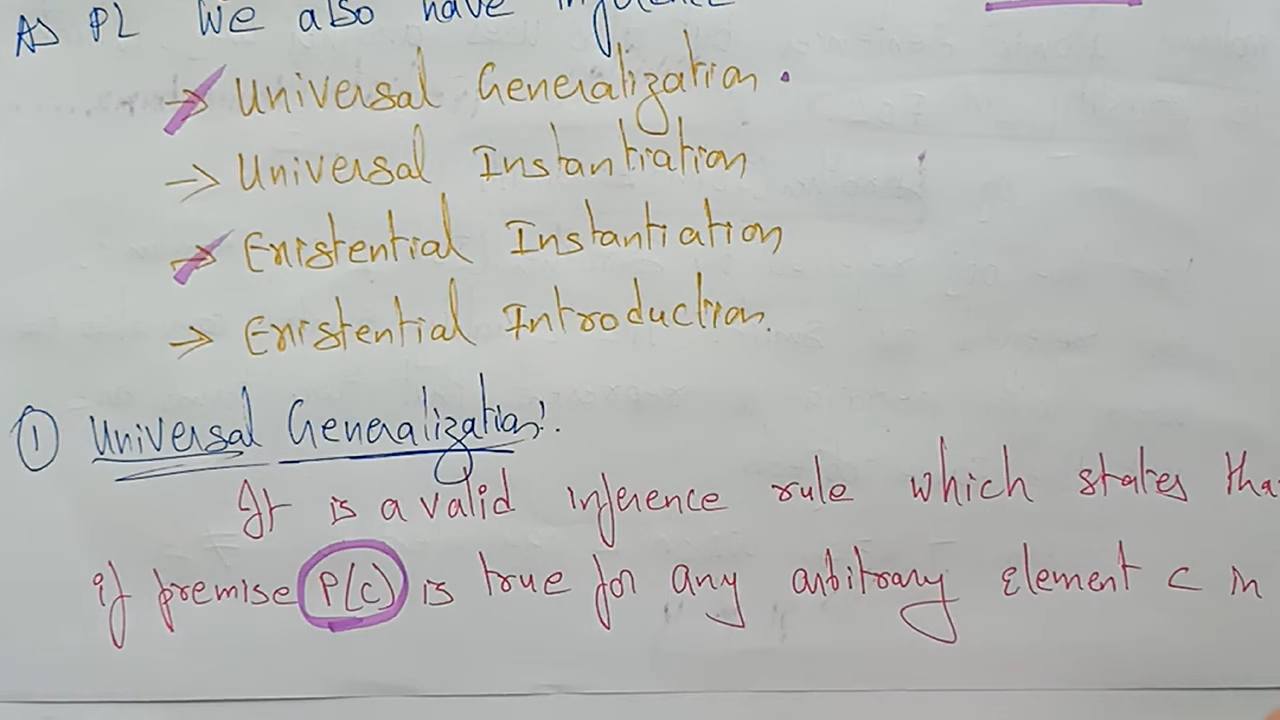 As PL We also have inference
→ Universal Generalization.
→ Universal Instantiation
→ Existential Instantiation
→ Existential Introduction.
① Universal Generalization:
It is a valid inference rule which states tha
if premise P(c) is true for any arbitrary element c in